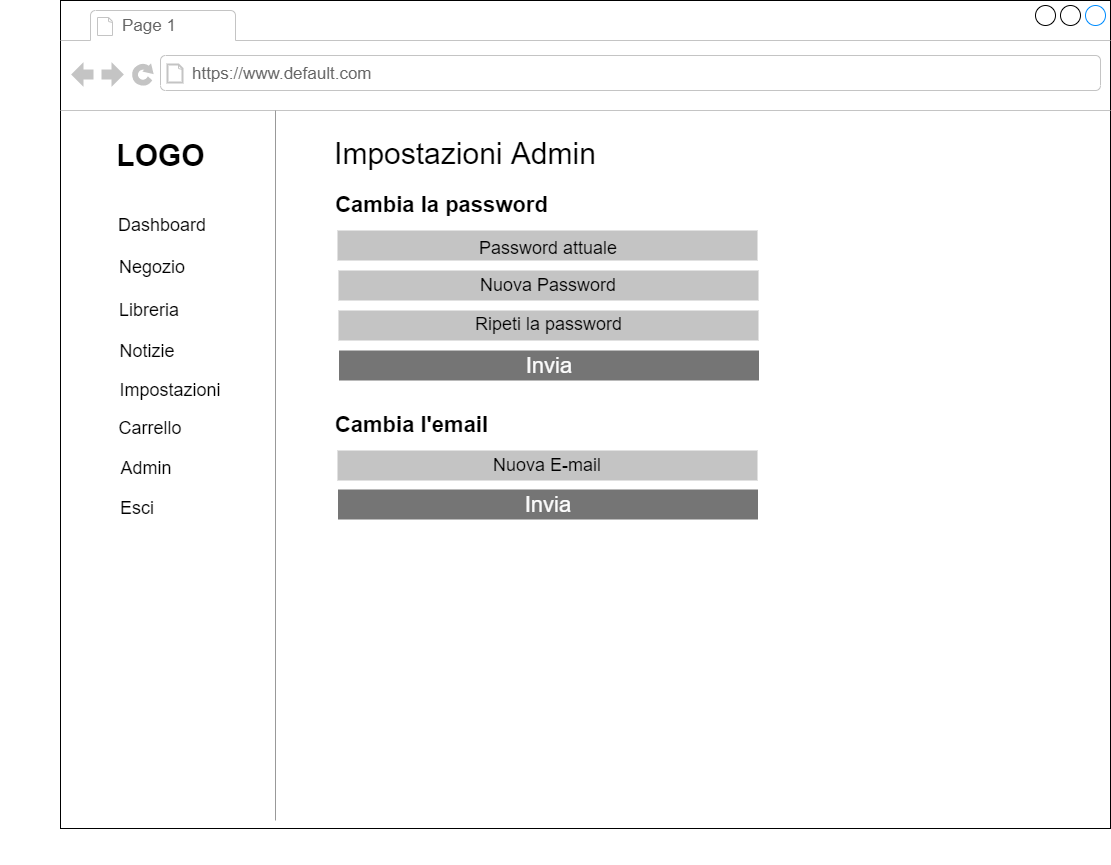 Page 1
https://www.default.com
LOGO
Dashboard
Negozio
Libreria
Notizie
Impostazioni
Carrello
Admin
Esci
Impostazioni Admin
Cambia la password
Password attuale
Nuova Password
Ripeti la password
Invia
Cambia l'email
Nuova E-mail
Invia